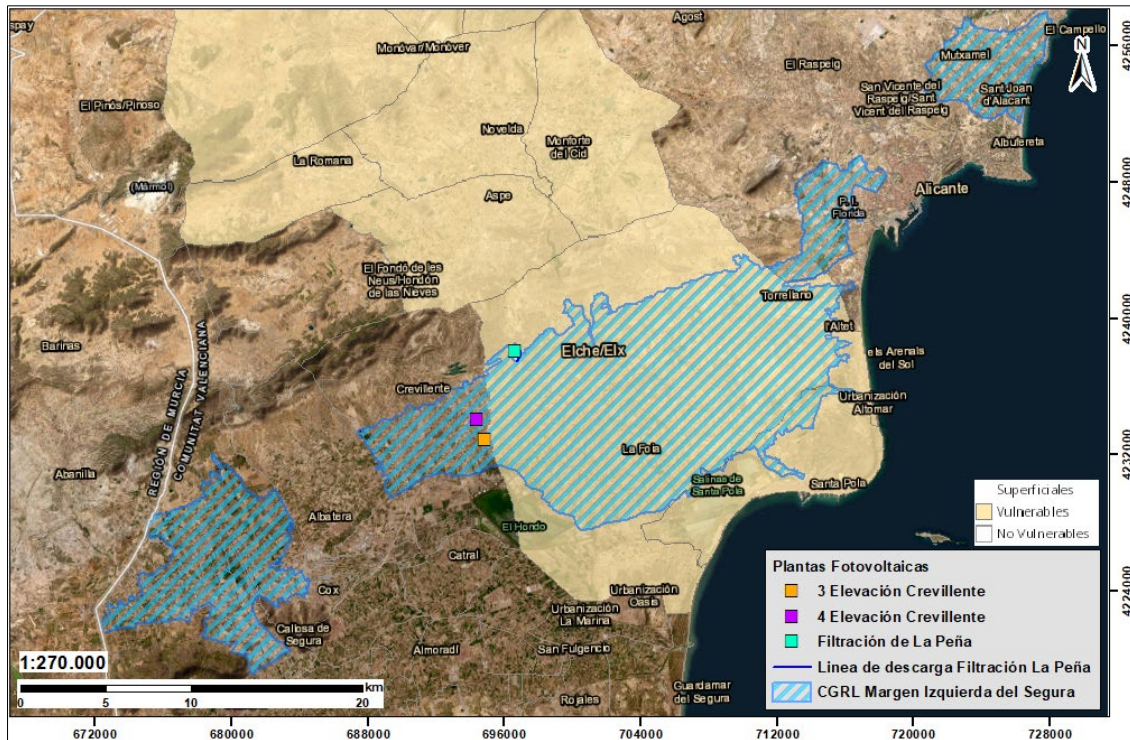 Agost
El Campello
Monóvar/Monóver
El Raspeig
Mutxamel
N
El Pinós/Pinoso
San Vicente del
Raspeig/Sant
Vicent del Raspeig
Sant Joan
d'Alacant
Novelda
Monforte
del Cid
Albufereta
La Romana
(Mármol)
Aspe
Alicante
P. I.
Florida
El Fondó de les
Neus/Hondón
de las Nieves
Torrellano
Barinas
l'Altet
Elche/Elx
els Arenals
del Sol
Crevillente
Urbanización
Altomar
REGIÓN DE MURCIA
COMUNITAT VALENCIANA
La Foia
Abanilla
Salinas de
Santa Pola
Santa Pola
Albatera
El Hondo
Catral
Cox
Urbanización
Oasis
Urbanización
La Marina
Callosa de
Segura
Almoradí
San Fulgencio
Rojales
Guardamar
del Segura
Superficiales
Vulnerables
No Vulnerables
Plantas Fotovoltaicas
3 Elevación Crevillente
4 Elevación Crevillente
Filtración de La Peña
Linea de descarga Filtración La Peña
CGRL Margen Izquierda del Segura
1:270.000
km
0 5 10 20
4256000
4248000
4240000
4232000
4224000
672000 680000 688000 696000 704000 712000 720000 728000